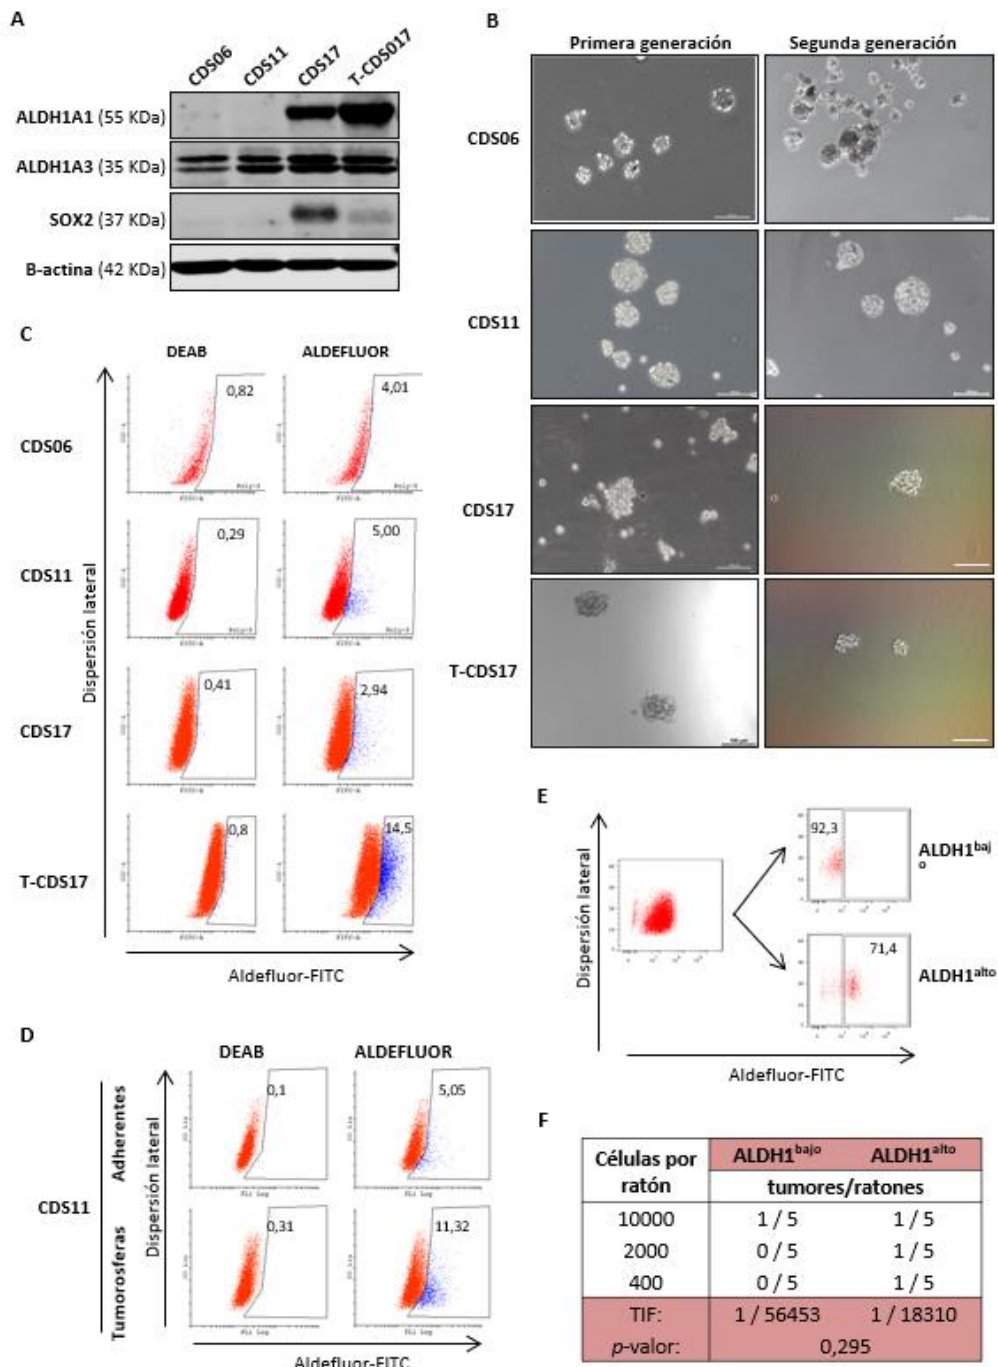 A
CDS06
CDS11
CDS17
T-CDS017
ALDH1A1 (55 KDa)
ALDH1A3 (35 KDa)
SOX2 (37 KDa)
B-actina (42 KDa)
B
Primera generación
Segunda generación
CDS06
CDS11
CDS17
T-CDS17
C
DEAB
ALDEFLUOR
Dispersión lateral
CDS06
0,82
4,01
CDS11
0,29
5,00
CDS17
0,41
2,94
T-CDS17
0,8
14,5
Aldefluor-FITC
D
DEAB
ALDEFLUOR
CDS11
Adherentes
Tumorosferas
Dispersión lateral
0,1
5,05
0,31
11,32
Aldefluor-FITC
E
Dispersión lateral
92,3
ALDH1baj
o
71,4
ALDH1alto
Aldefluor-FITC
F
Células por ratón
ALDH1bajo ALDH1alto
tumores/ratones
10000 1 / 5 1 / 5
2000 0 / 5 1 / 5
400 0 / 5 1 / 5
TIF: 1 / 56453 1 / 18310
p-valor: 0,295